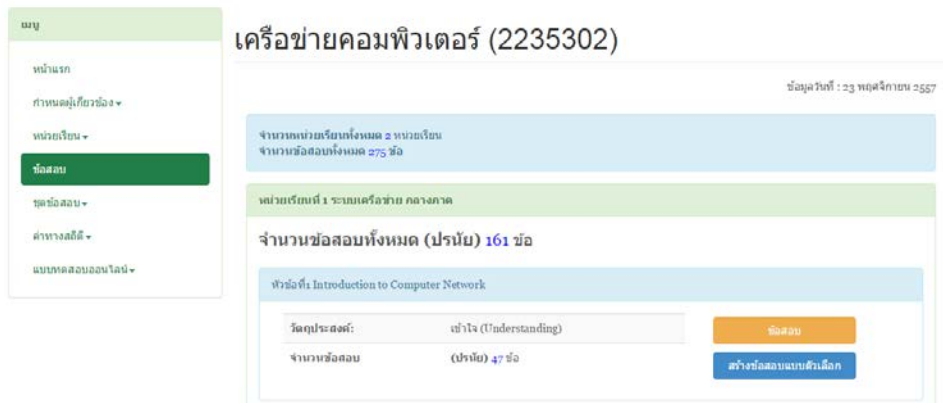 เมนู
หน้าแรก
กำหนดผู้เกี่ยวข้อง
หน่วยเรียน
ข้อสอบ
ชุดข้อสอบ
ค่าทางสถิติ
แบบทดสอบออนไลน์
เครือข่ายคอมพิวเตอร์ (2235302)
ข้อมูลวันที่ : 23 พฤศจิกายน 2557
จำนวนหน่วยเรียนทั้งหมด 2 หน่วยเรียน
จำนวนข้อสอบทั้งหมด 275 ข้อ
หน่วยเรียนที่ 1 ระบบเครือข่าย กลางภาค
จำนวนข้อสอบทั้งหมด (ปรนัย) 161 ข้อ
หัวข้อที่1 Introduction to Computer Network
วัตถุประสงค์: เข้าใจ (Understanding) ข้อสอบ
จำนวนข้อสอบ (ปรนัย) 47 ข้อ สร้างข้อสอบแบบตัวเลือก